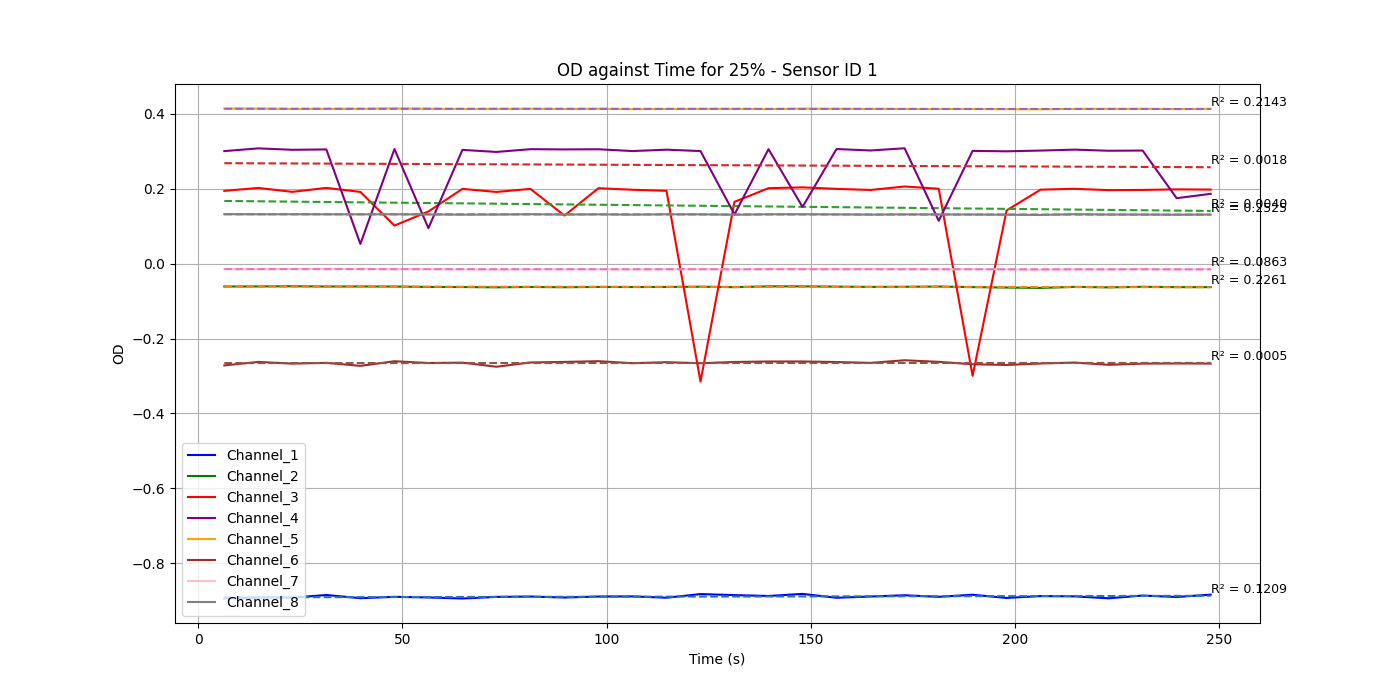 OD against Time for 25% - Sensor ID 1
R² = 0.2143
R² = 0.0018
R² = 0.0040
R² = 0.2525
R² = 0.0863
R² = 0.2261
R² = 0.0005
R² = 0.1209
OD
0.4
0.2
0.0
−0.2
−0.4
−0.6
−0.8
Channel_1
Channel_2
Channel_3
Channel_4
Channel_5
Channel_6
Channel_7
Channel_8
0 50 100 150 200 250
Time (s)